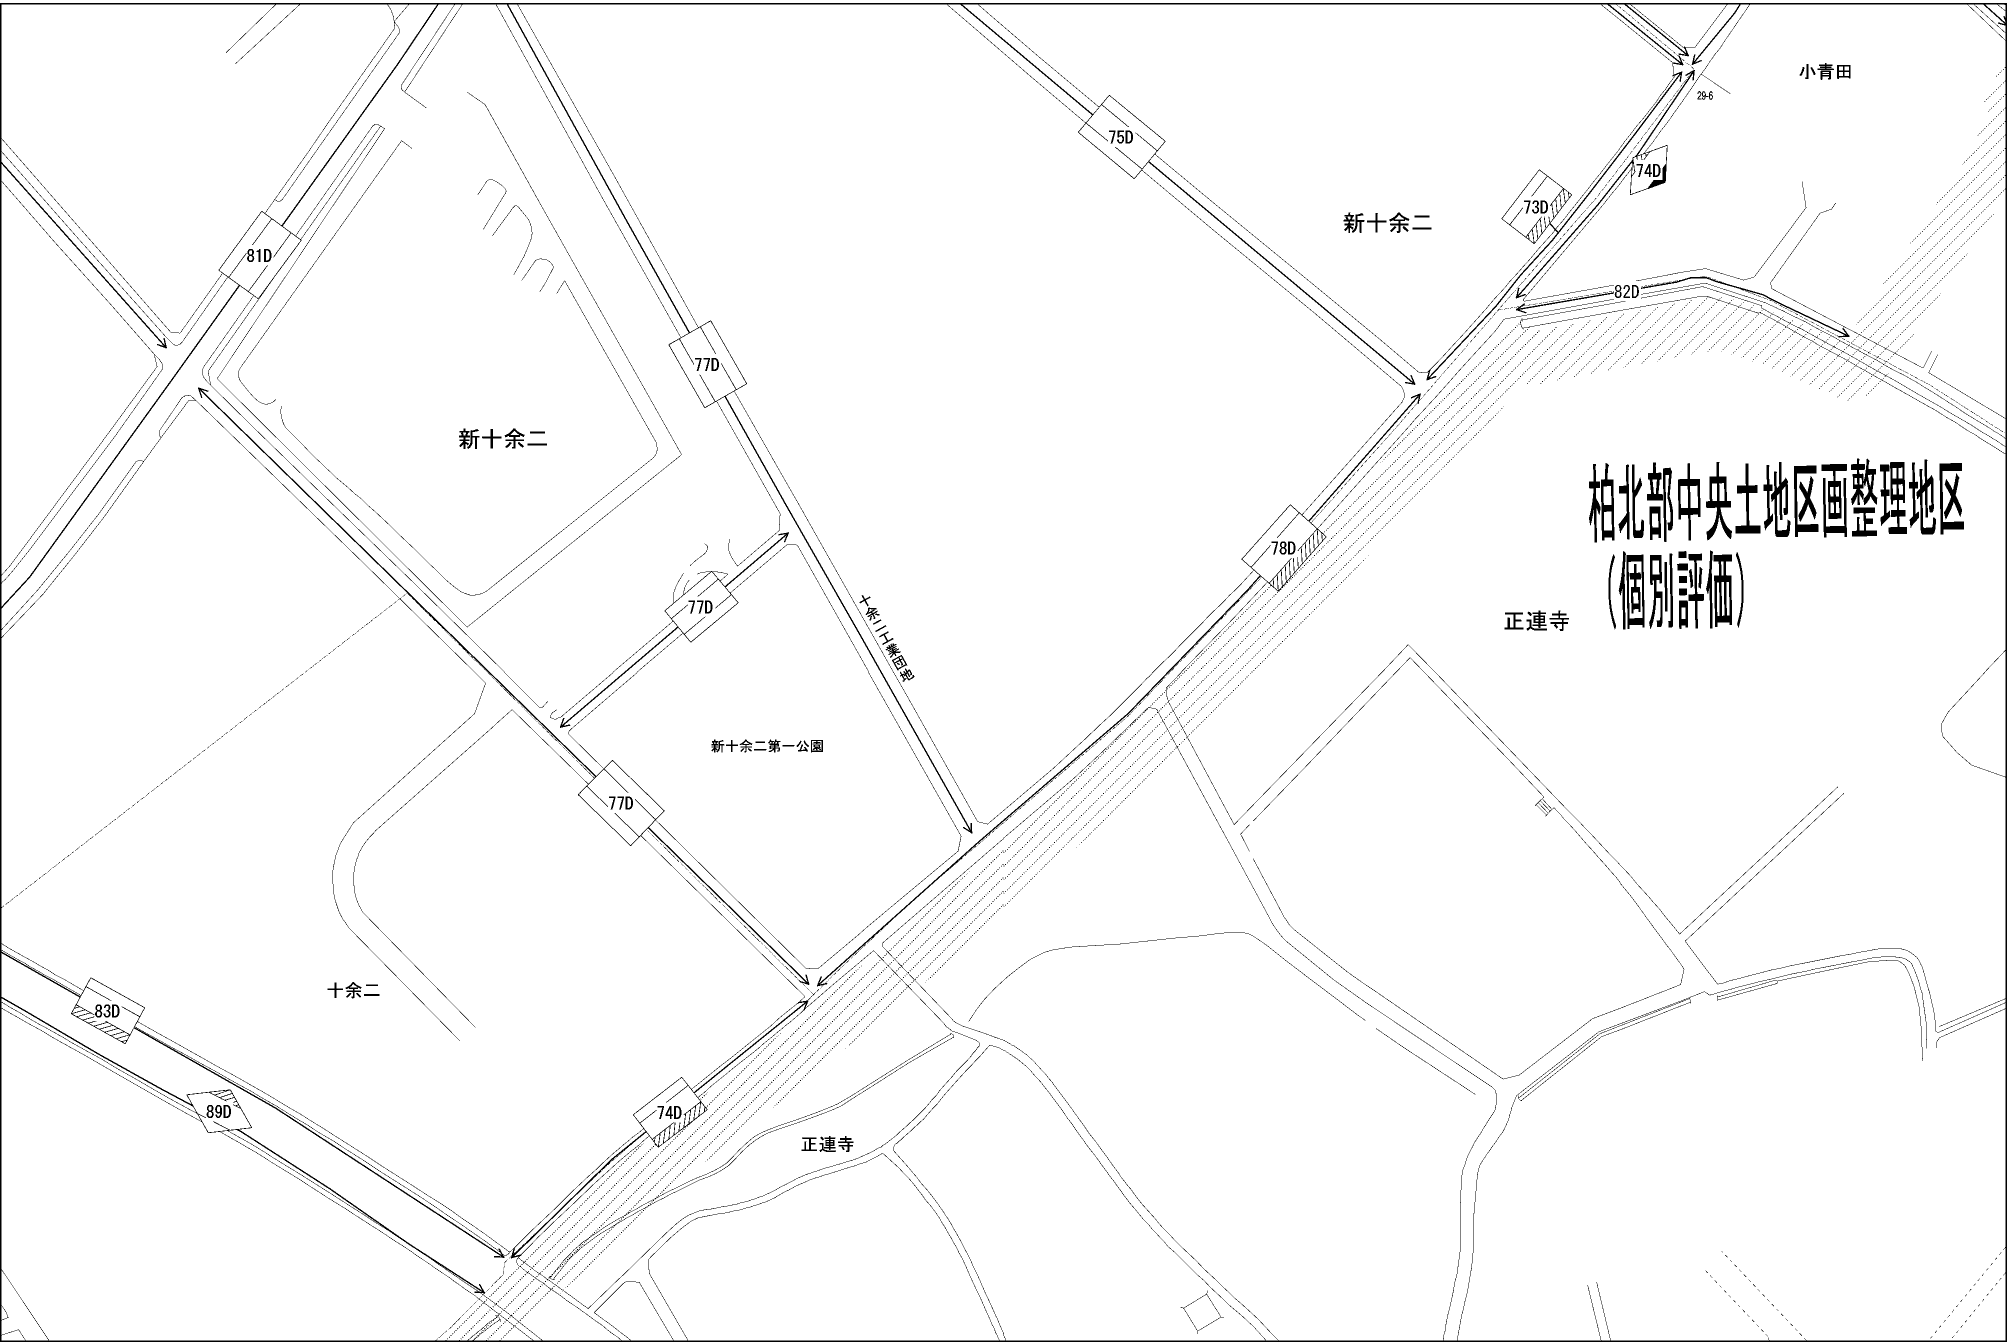 小青田
29-6
75D
74D
73D
新十余二
81D
82D
77D
新十余二
柏北部中央土地区画整理地区
（個別評価）
78D
77D
十余二工業団地
正連寺
新十余二第一公園
77D
十余二
83D
89D
74D
正連寺